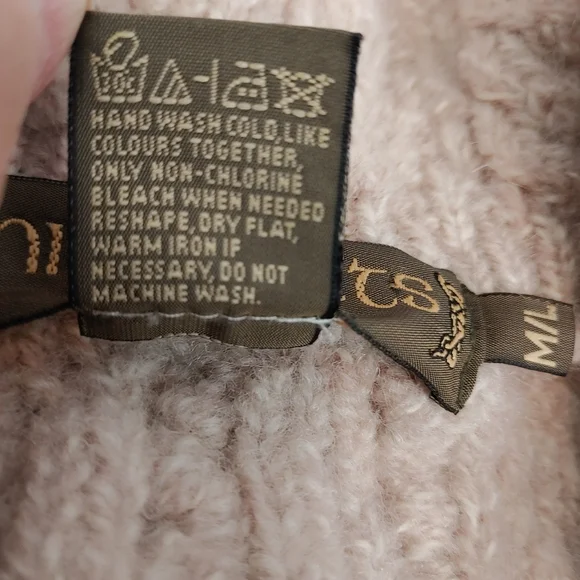 HAND WASH COLD, LIKE
COLOURS TOGETHER,
ONLY NON-CHLORINE
BLEACH WHEN NEEDED
RESHAPE, DRY FLAT,
WARM IRON IF
NECESSARY, DO NOT
MACHINE WASH.
M/L